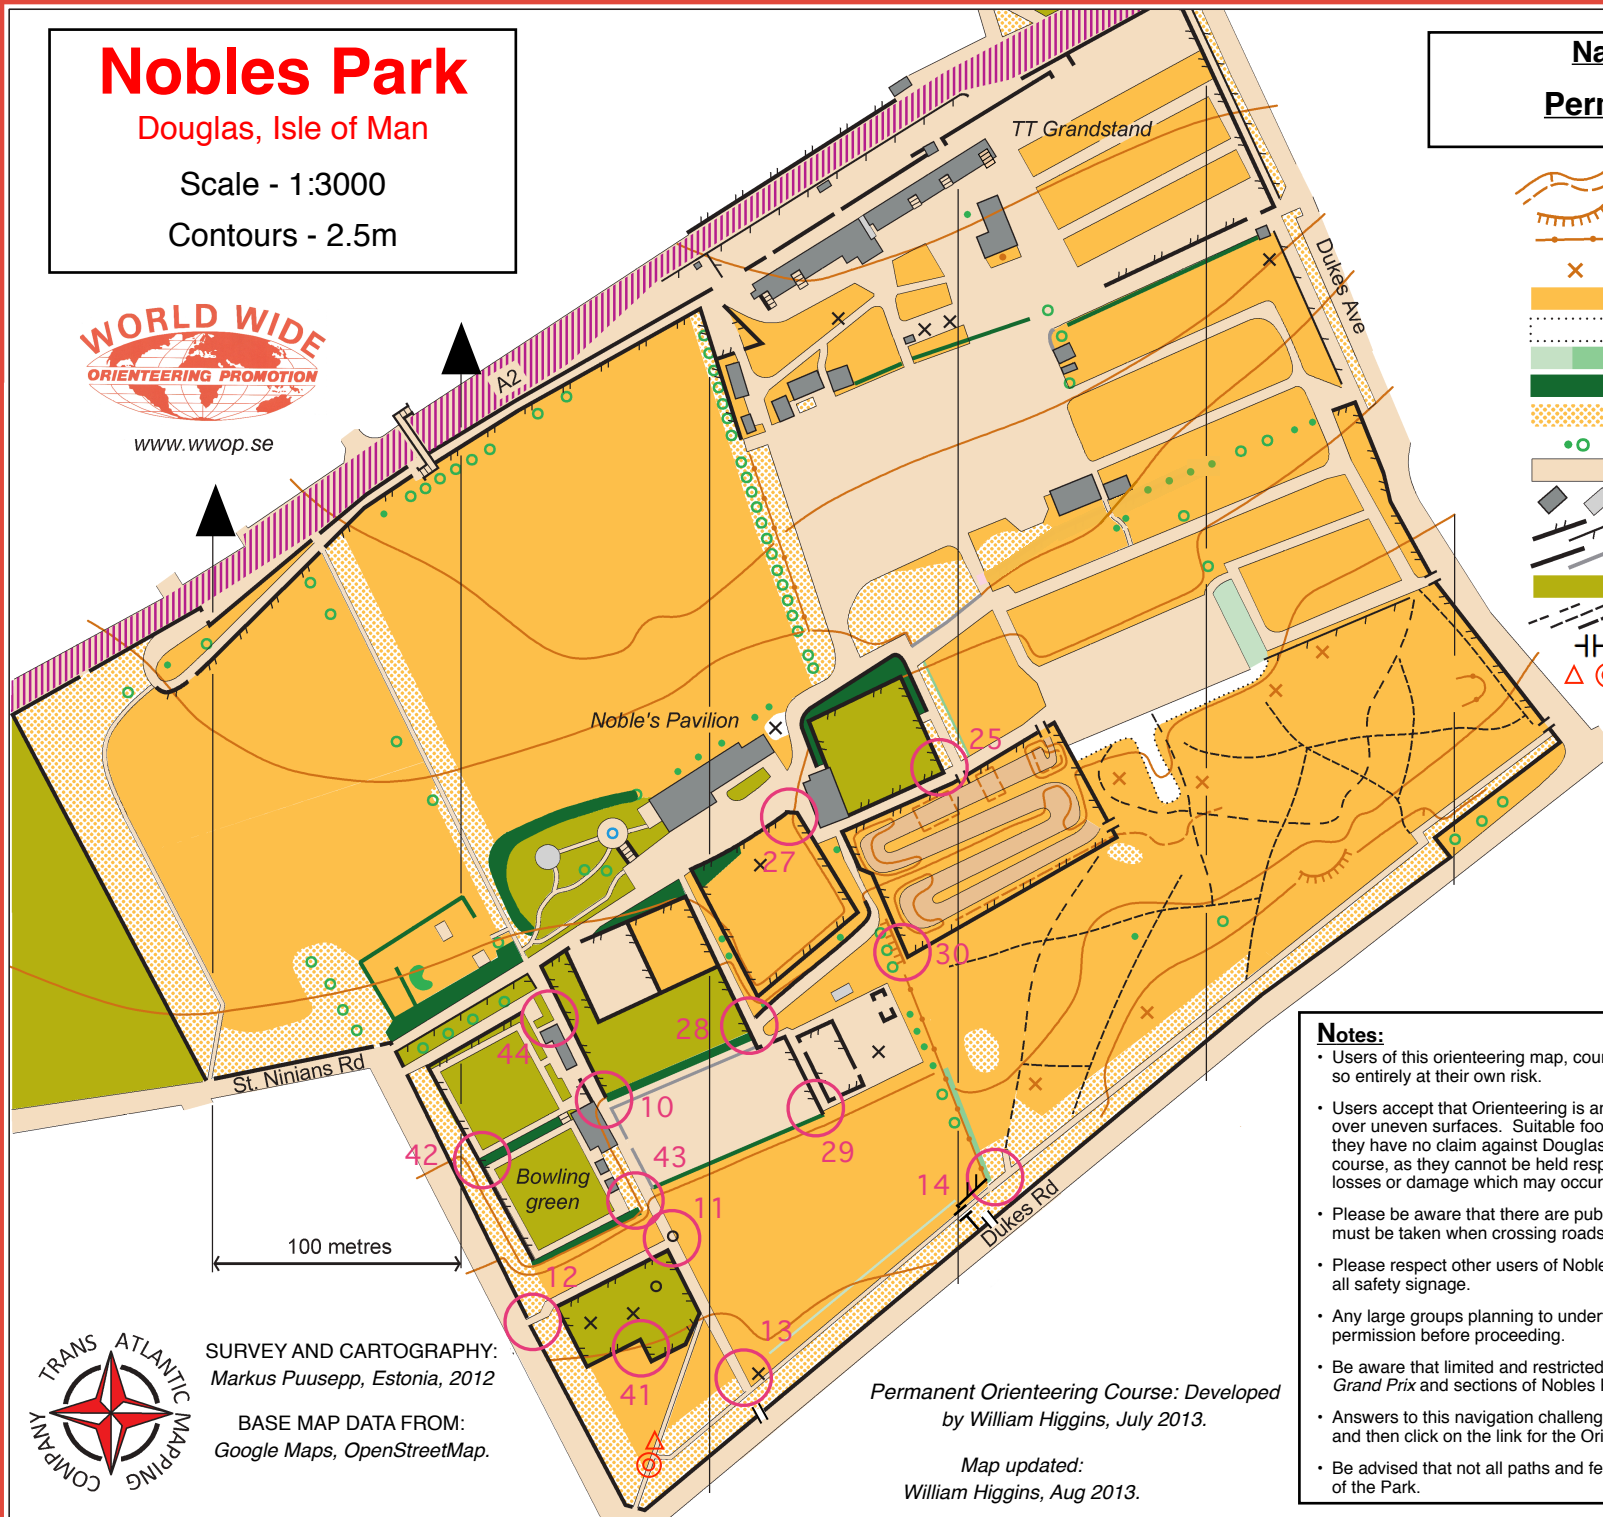 Nobles Park
Douglas, Isle of Man
Scale - 1:3000
Contours - 2.5m
WORLD WIDE
ORIENTEERING PROMOTION
www.wwop.se
A2
TT Grandstand
Dukes Ave
Noble's Pavilion
25
27
30
28
44
10
29
42
43
14
11
12
13
41
St. Ninians Rd
Bowling
green
Dukes Rd
100 metres
TRANS ATLANTIC MAPPING COMPANY
SURVEY AND CARTOGRAPHY:
Markus Puusepp, Estonia, 2012
BASE MAP DATA FROM:
Google Maps, OpenStreetMap.
Permanent Orienteering Course: Developed
by William Higgins, July 2013.
Map updated:
William Higgins, Aug 2013.
Na
Perr
Notes:
• Users of this orienteering map, cour
so entirely at their own risk.
• Users accept that Orienteering is ar
over uneven surfaces. Suitable foo
they have no claim against Douglas
course, as they cannot be held resp
losses or damage which may occur
• Please be aware that there are pub
must be taken when crossing roads
• Please respect other users of Noble
all safety signage.
• Any large groups planning to under
permission before proceeding.
• Be aware that limited and restricted
Grand Prix and sections of Nobles
• Answers to this navigation challeng
and then click on the link for the Ori
• Be advised that not all paths and fe
of the Park.